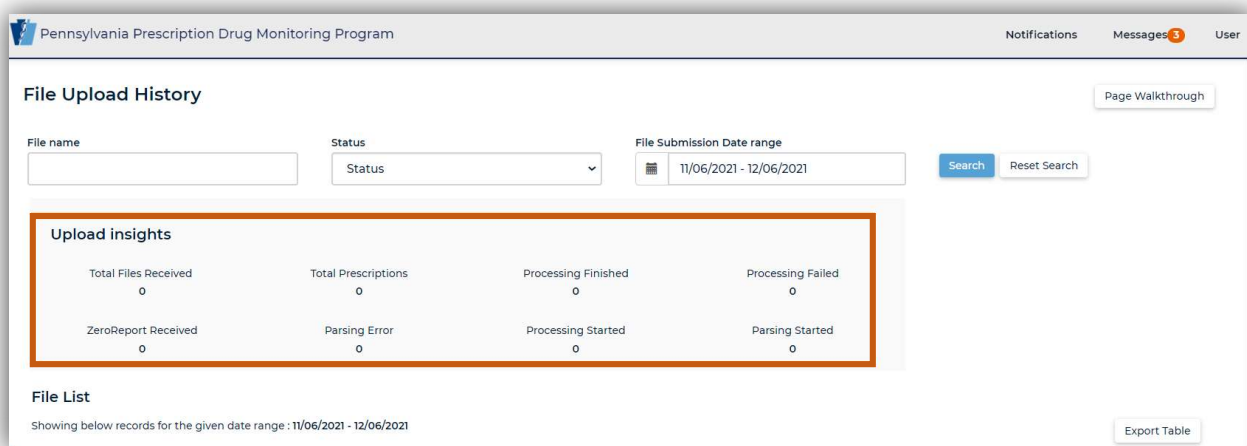 Pennsylvania Prescription Drug Monitoring Program Notifications Messages 3 User
File Upload History Page Walkthrough
File name Status File Submission Date range
Status 11/06/2021 - 12/06/2021 Search Reset Search
Upload insights
Total Files Received Total Prescriptions Processing Finished Processing Failed
0 0 0 0
ZeroReport Received Parsing Error Processing Started Parsing Started
0 0 0 0
File List
Showing below records for the given date range : 11/06/2021 - 12/06/2021 Export Table